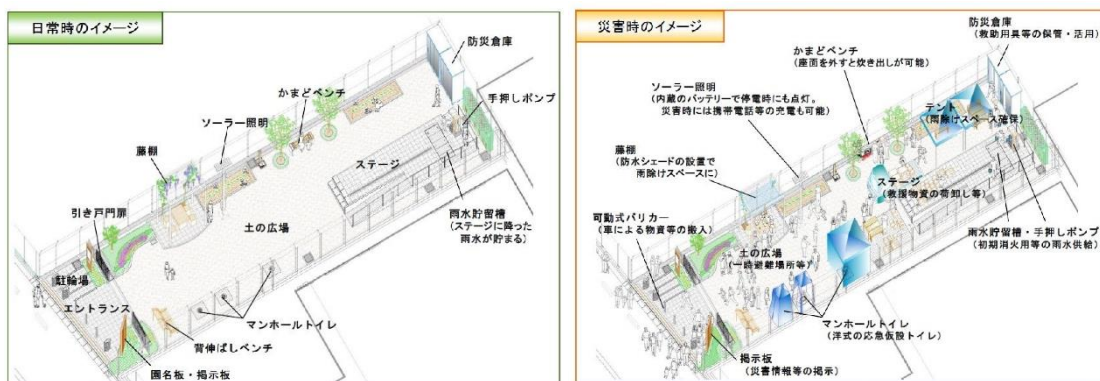 日常時のイメージ
防災倉庫
かまどベンチ
手押しポンプ
ソーラー照明
藤棚
ステージ
引き戸門扉
土の広場
雨水貯留槽
(ステージに降った
雨水が貯まる)
駐輪場
エントランス
マンホールトイレ
背伸ばしベンチ
園名板・掲示板
災害時のイメージ
防災倉庫
(救助用具等の保管・活用)
かまどベンチ
(座面を外すと炊き出しが可能)
ソーラー照明
(内蔵のバッテリーで停電時にも点灯。
災害時には携帯電話等の充電も可能)
テント
(雨除けスペース確保)
藤棚
(防水シェードの設置で
雨除けスペースに)
ステージ
(救援物資の荷卸し等)
可動式バリカー
(車による物資等の搬入)
雨水貯留槽・手押しポンプ
(初期消火用等の雨水供給)
土の広場
(一時避難場所等)
マンホールトイレ
(洋式の応急仮設トイレ)
掲示板
(災害情報等の掲示)